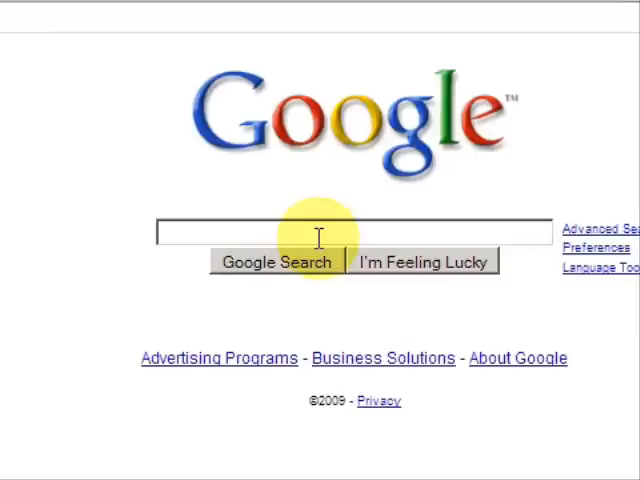 Google™
Advanced Sea
Preferences
Language Too
Google Search I'm Feeling Lucky
Advertising Programs - Business Solutions - About Google
©2009 - Privacy